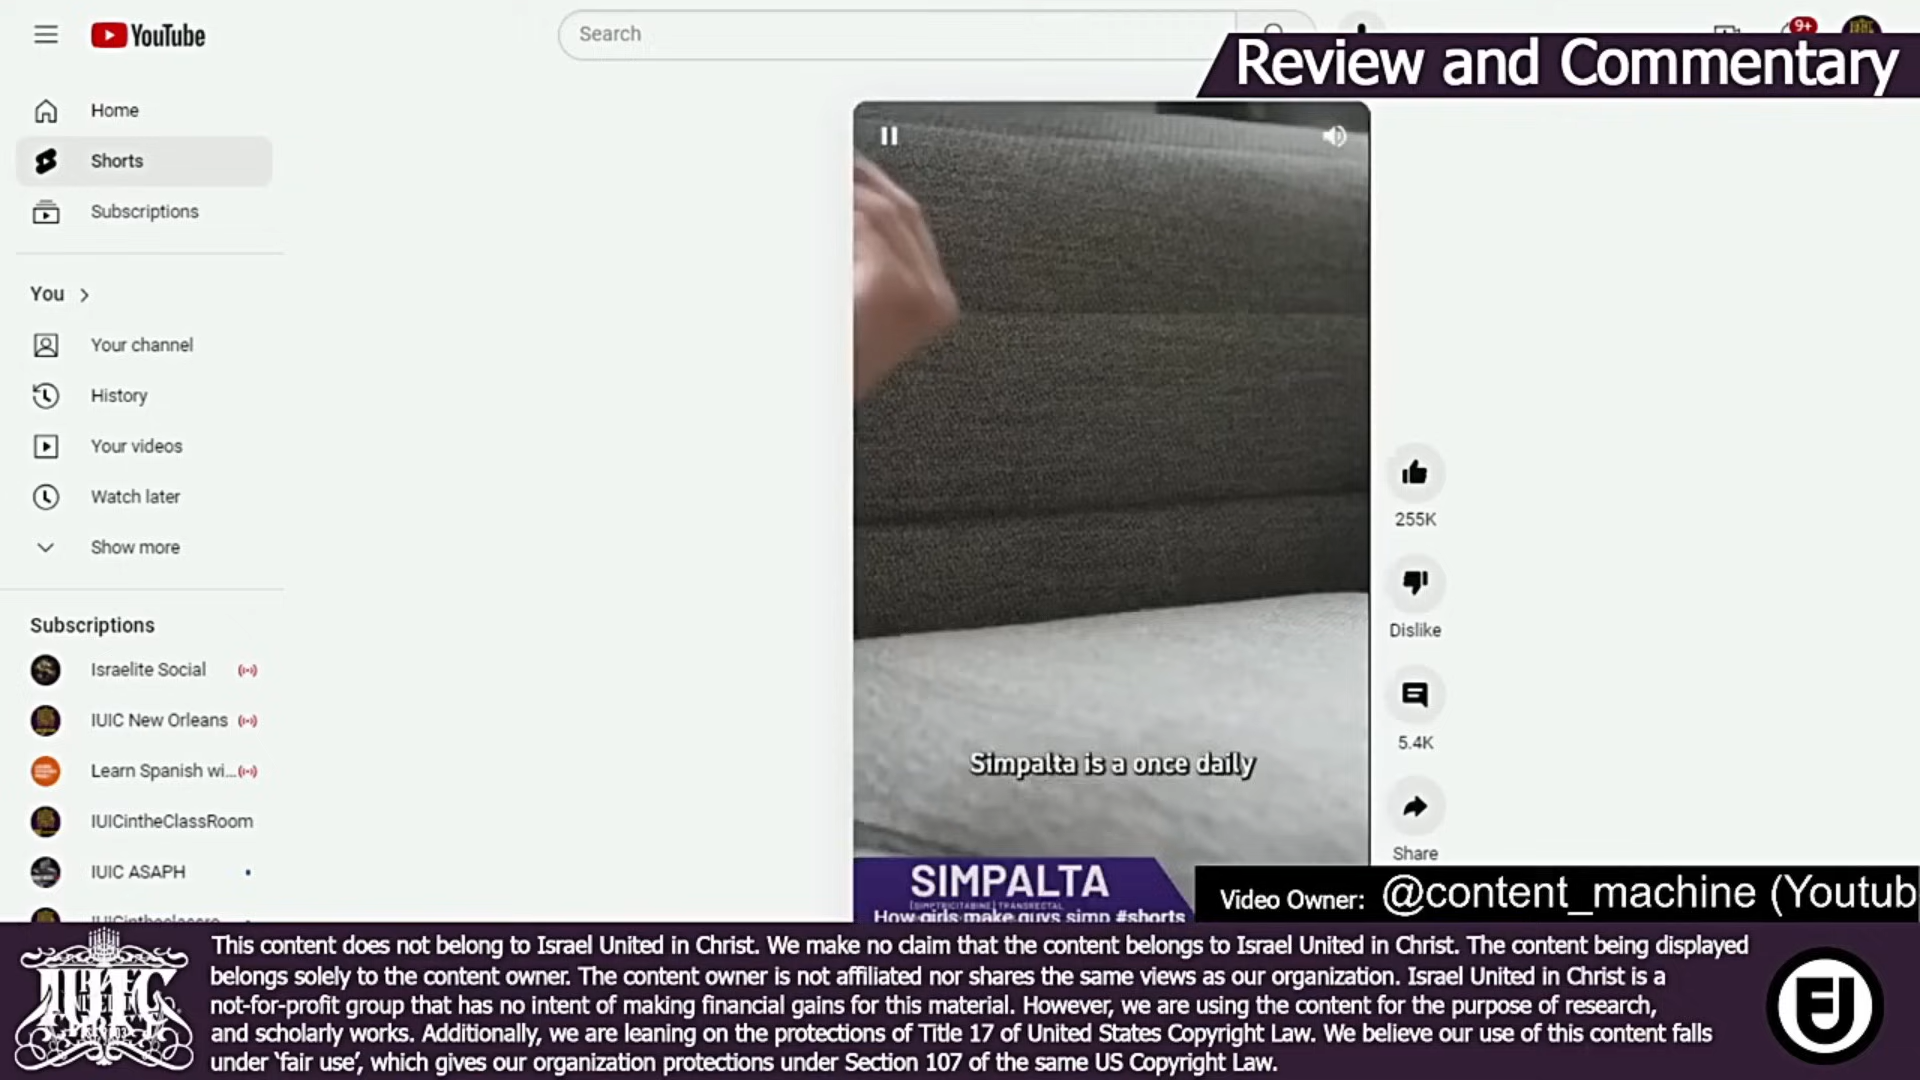 YouTube
Search
9+
Review and Commentary
Home
Shorts
Subscriptions
You
Your channel
History
Your videos
Watch later
Show more
Subscriptions
Israelite Social
IUIC New Orleans
Learn Spanish wi...
IUICintheClassRoom
IUIC ASAPH
IUICintheclassro
255K
Dislike
5.4K
Share
Simpalta is a once daily
SIMPALTA
How girls make guys simp #shorts
Video Owner: @content_machine (Youtub
This content does not belong to Israel United in Christ. We make no claim that the content belongs to Israel United in Christ. The content being displayed
belongs solely to the content owner. The content owner is not affiliated nor shares the same views as our organization. Israel United in Christ is a
not-for-profit group that has no intent of making financial gains for this material. However, we are using the content for the purpose of research,
and scholarly works. Additionally, we are leaning on the protections of Title 17 of United States Copyright Law. We believe our use of this content falls
under 'fair use', which gives our organization protections under Section 107 of the same US Copyright Law.
IUIC